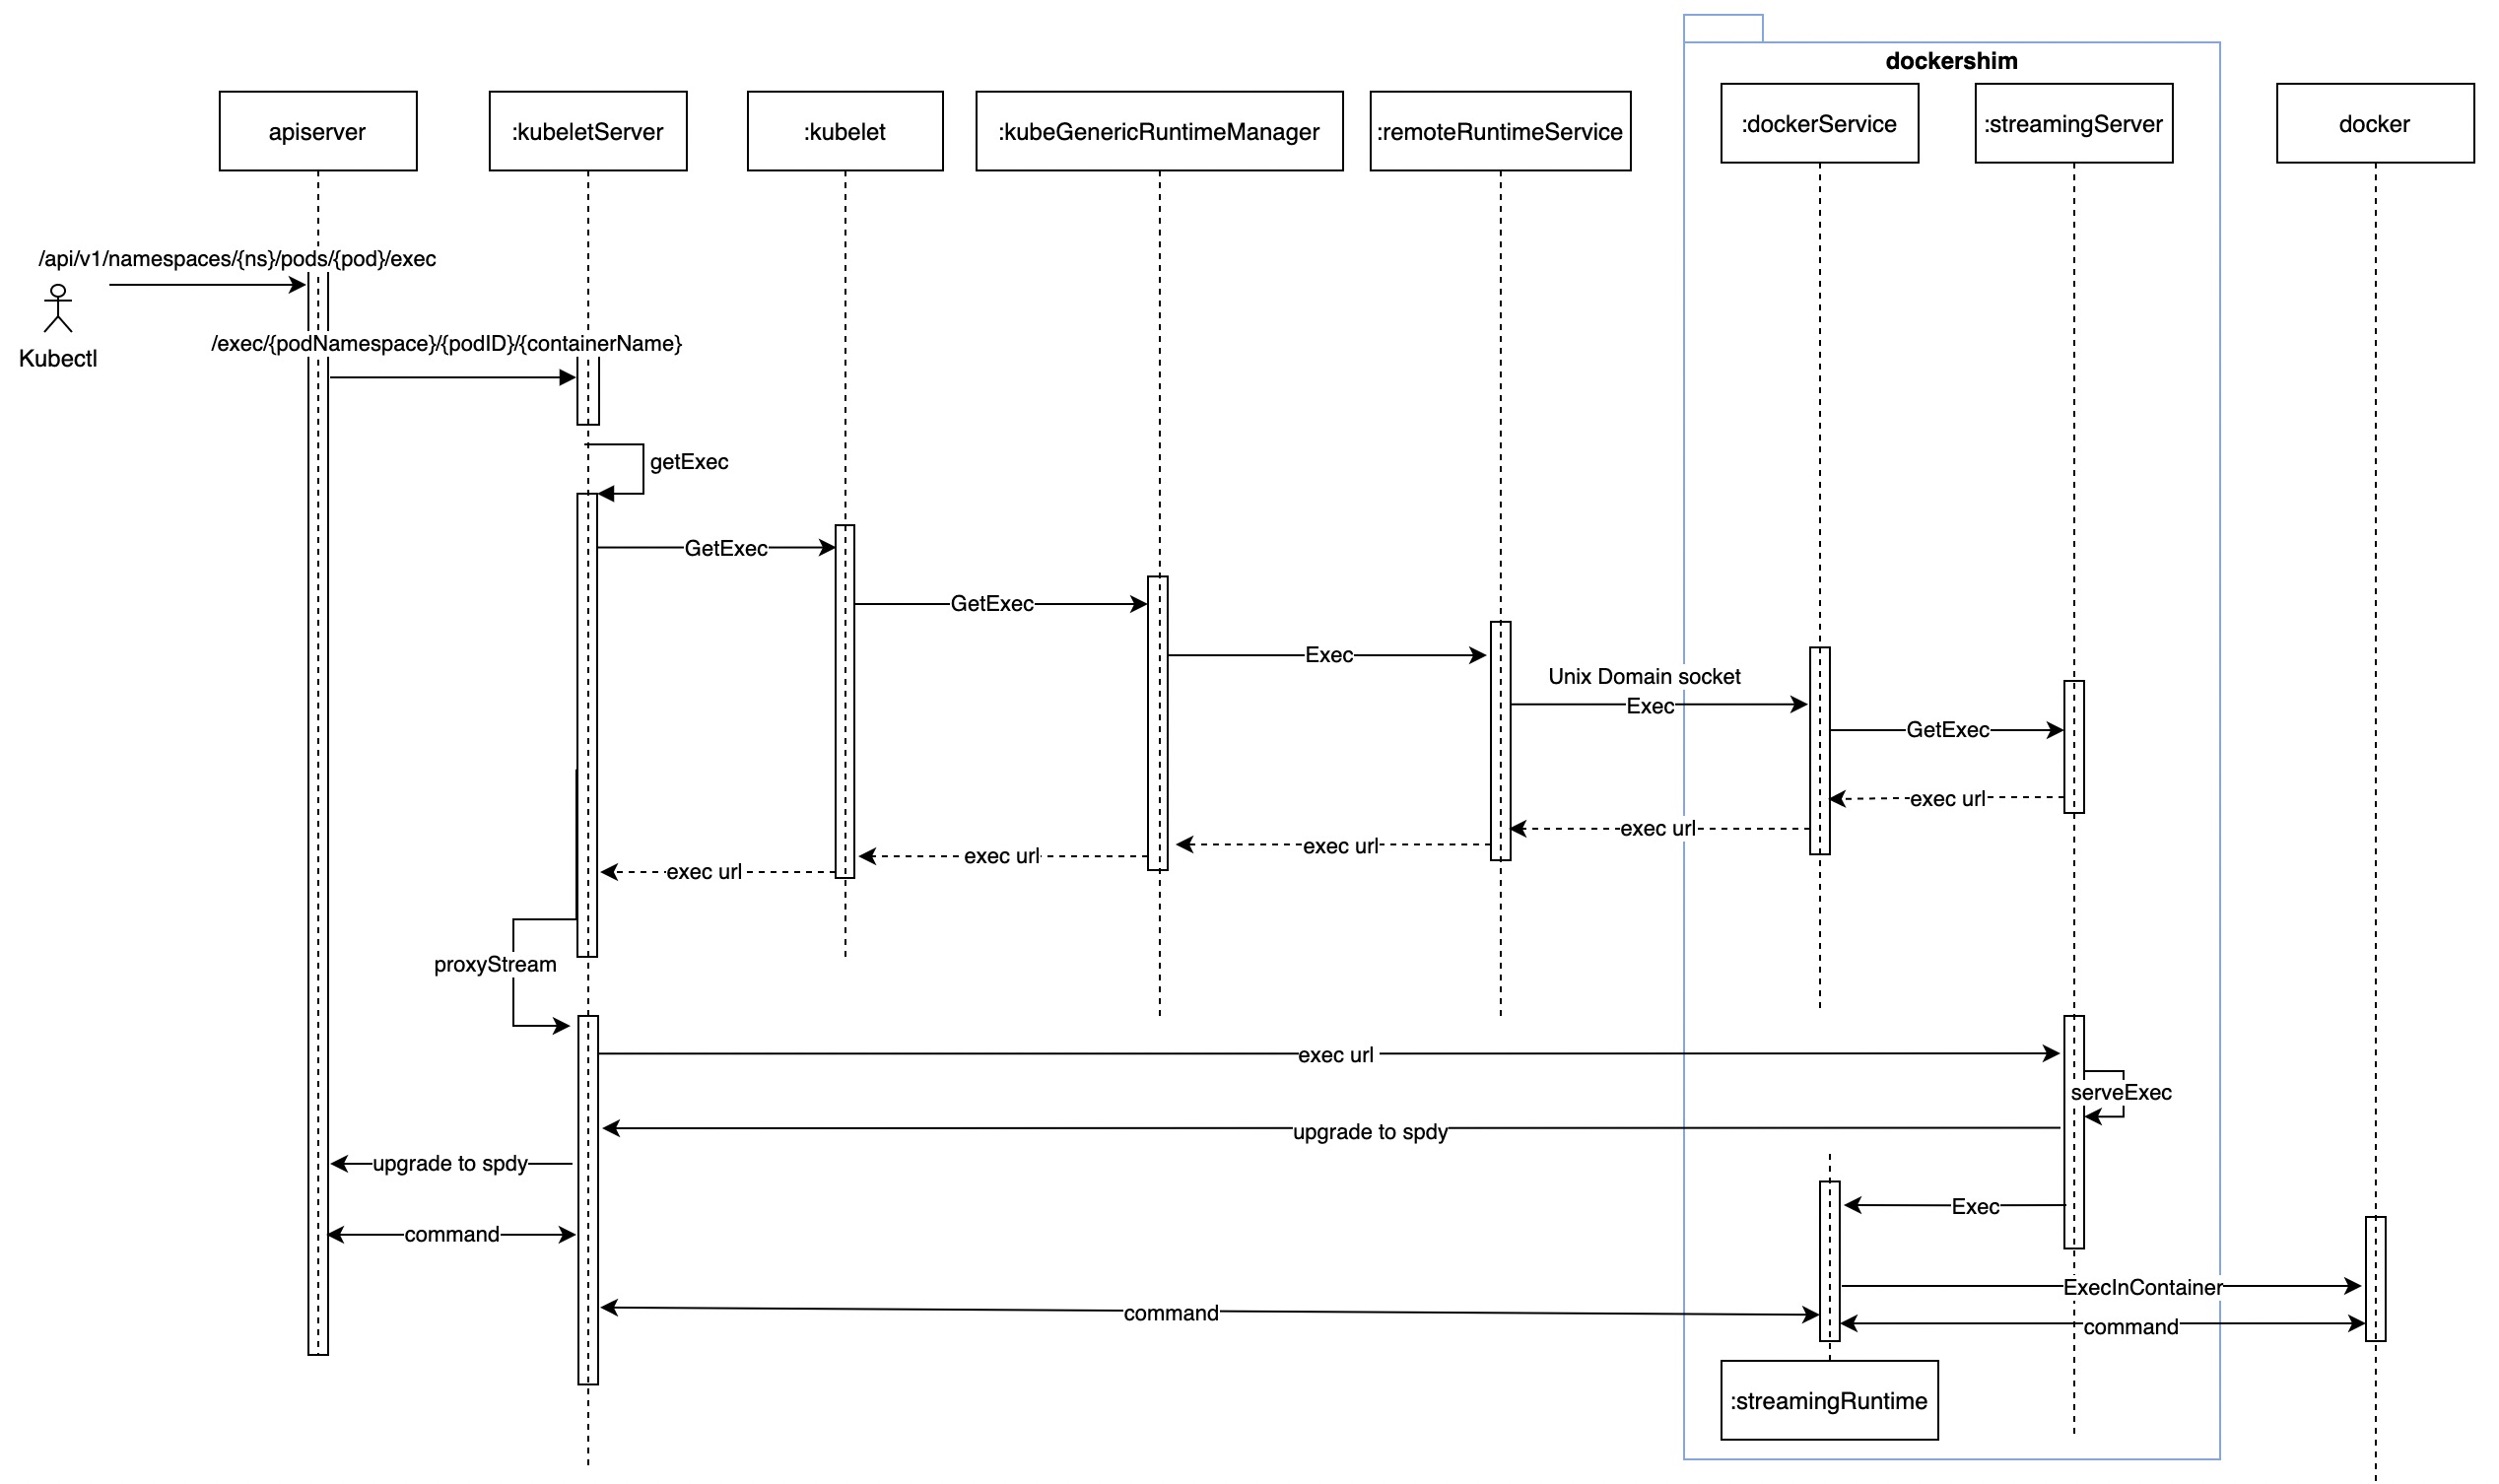 dockershim
apiserver
:kubeletServer
:kubelet
:kubeGenericRuntimeManager
:remoteRuntimeService
:dockerService
:streamingServer
docker
/api/v1/namespaces/{ns}/pods/{pod}/exec
Kubectl
/exec/{podNamespace}/{podID}/{containerName}
getExec
GetExec
GetExec
Exec
Unix Domain socket
Exec
GetExec
exec url
exec url
exec url
exec url
exec url
proxyStream
exec url
serveExec
upgrade to spdy
upgrade to spdy
Exec
command
ExecInContainer
command
command
:streamingRuntime